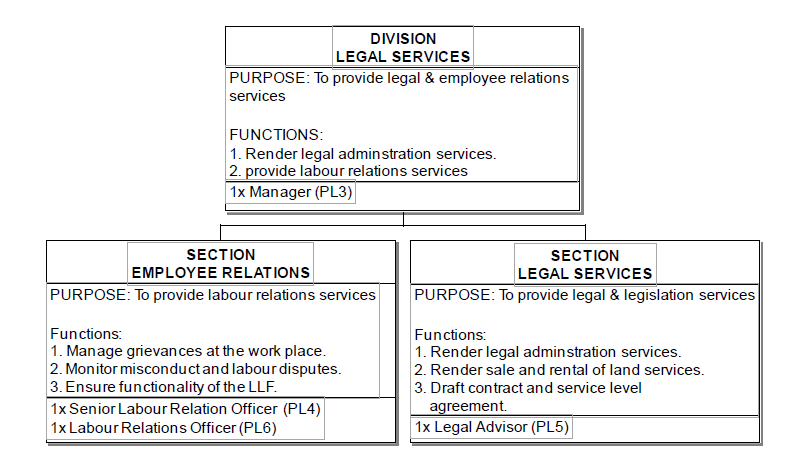 DIVISION
LEGAL SERVICES
PURPOSE: To provide legal & employee relations
services
FUNCTIONS:
1. Render legal adminstration services.
2. provide labour relations services
1x Manager (PL3)
SECTION
EMPLOYEE RELATIONS
PURPOSE: To provide labour relations services
Functions:
1. Manage grievances at the work place.
2. Monitor misconduct and labour disputes.
3. Ensure functionality of the LLF.
1x Senior Labour Relation Officer (PL4)
1x Labour Relations Officer (PL6)
SECTION
LEGAL SERVICES
PURPOSE: To provide legal & legislation services
Functions:
1. Render legal adminstration services.
2. Render sale and rental of land services.
3. Draft contract and service level
agreement.
1x Legal Advisor (PL5)